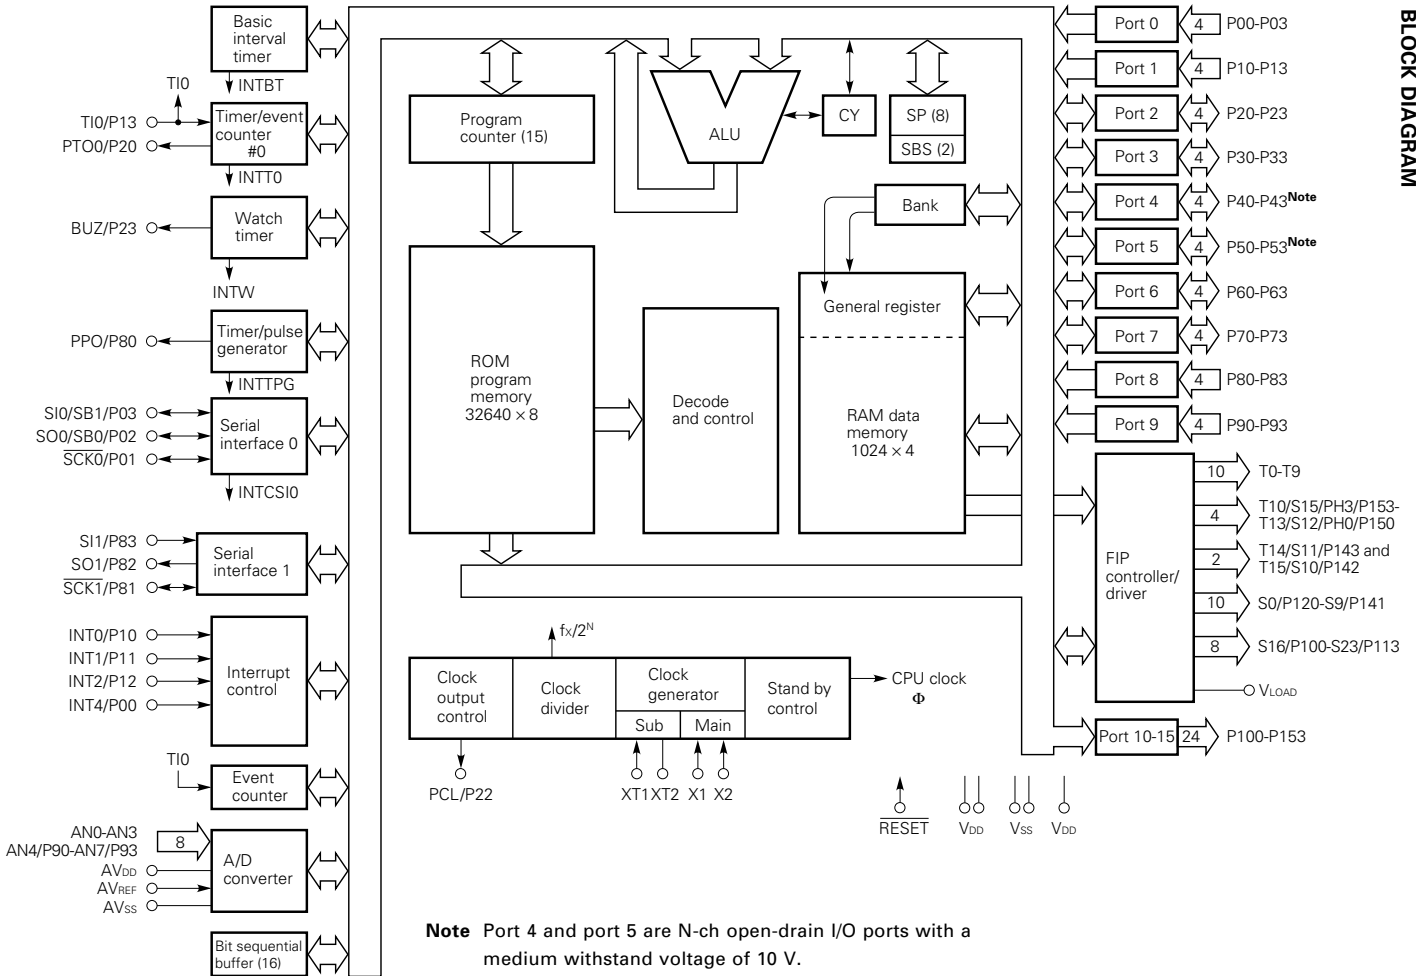 BLOCK DIAGRAM
Basic
interval
timer
INTBT
TI0
TI0/P13
PTO0/P20
Timer/event
counter
#0
INTT0
BUZ/P23
Watch
timer
INTW
PPO/P80
Timer/pulse
generator
INTTPG
SI0/SB1/P03
SO0/SB0/P02
SCK0/P01
Serial
interface 0
INTCSI0
SI1/P83
SO1/P82
SCK1/P81
Serial
interface 1
INT0/P10
INT1/P11
INT2/P12
INT4/P00
Interrupt
control
TI0
Event
counter
AN0-AN3
AN4/P90-AN7/P93
8
AVDD
AVREF
AVSS
A/D
converter
Bit sequential
buffer (16)
Program
counter (15)
ALU
CY
SP (8)
SBS (2)
Bank
ROM
program
memory
32640 × 8
Decode
and control
General register
RAM data
memory
1024 × 4
fx/2N
Clock
output
control
Clock
divider
Clock
generator
Sub
Main
Stand by
control
CPU clock
Φ
PCL/P22
XT1 XT2 X1 X2
RESET
VDD
VSS
VDD
Port 0 4 P00-P03
Port 1 4 P10-P13
Port 2 4 P20-P23
Port 3 4 P30-P33
Port 4 4 P40-P43Note
Port 5 4 P50-P53Note
Port 6 4 P60-P63
Port 7 4 P70-P73
Port 8 4 P80-P83
Port 9 4 P90-P93
FIP
controller/
driver
10 T0-T9
4 T10/S15/PH3/P153-
T13/S12/PH0/P150
2 T14/S11/P143 and
T15/S10/P142
10 S0/P120-S9/P141
8 S16/P100-S23/P113
VLOAD
Port 10-15 24 P100-P153
Note Port 4 and port 5 are N-ch open-drain I/O ports with a
medium withstand voltage of 10 V.